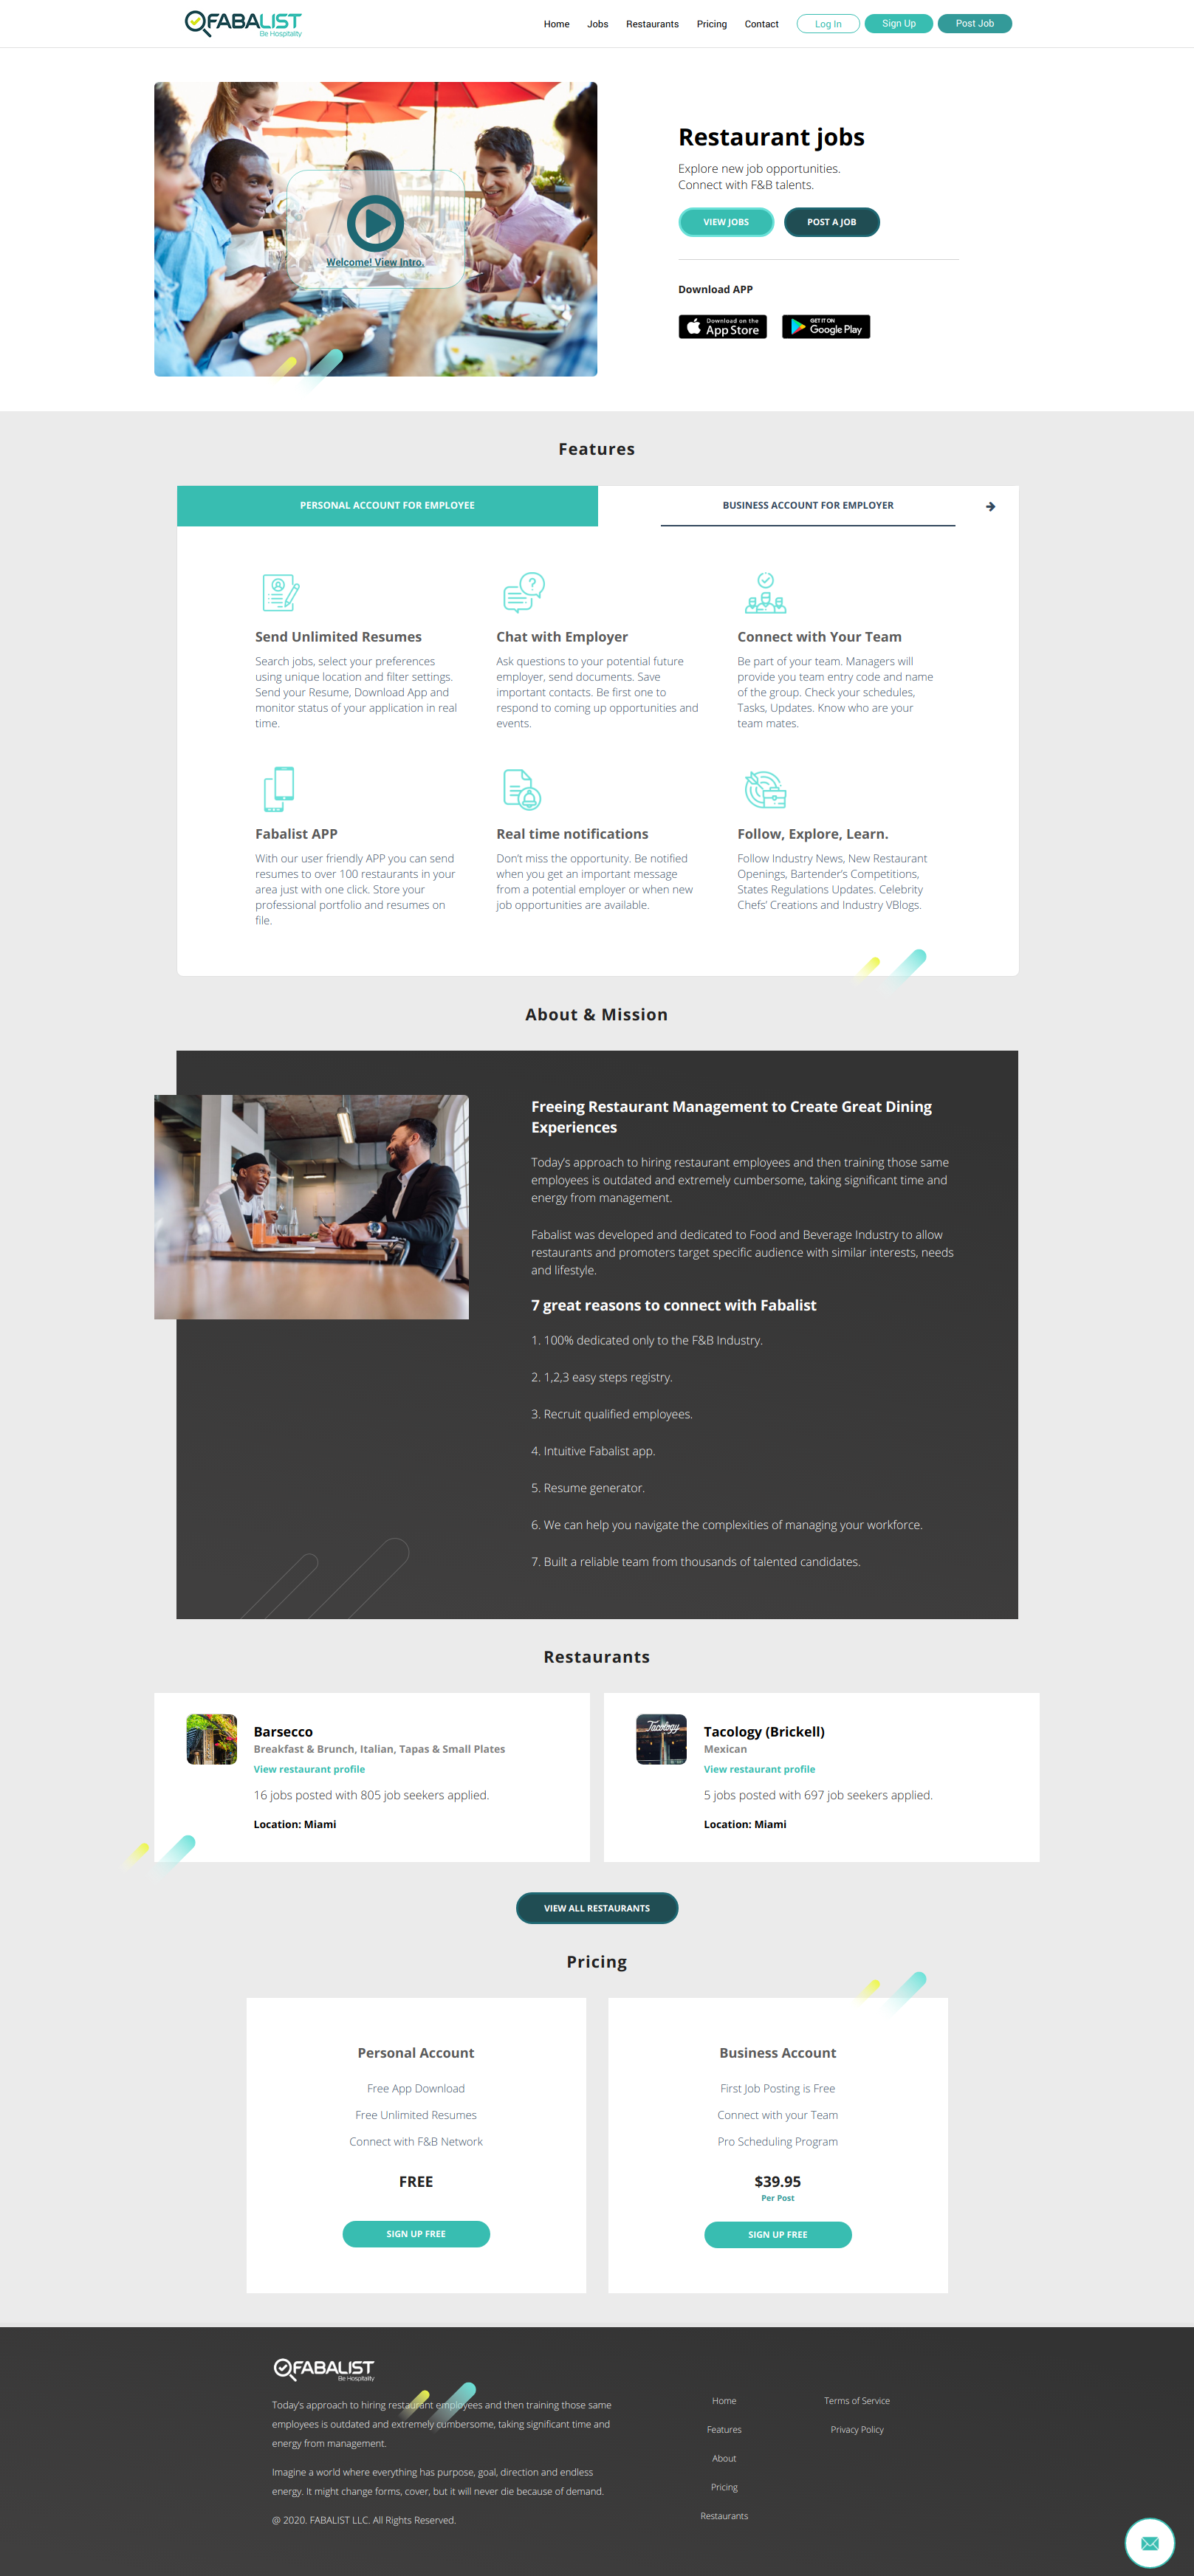 FABALIST
Be Hospitality
Home Jobs Restaurants Pricing Contact Log In Sign Up Post Job
Welcome! View Intro.
Restaurant jobs
Explore new job opportunities.
Connect with F&B talents.
VIEW JOBS POST A JOB
Download APP
Download on the
App Store
GET IT ON
Google Play
Features
PERSONAL ACCOUNT FOR EMPLOYEE
BUSINESS ACCOUNT FOR EMPLOYER
Send Unlimited Resumes
Search jobs, select your preferences
using unique location and filter settings.
Send your Resume, Download App and
monitor status of your application in real
time.
Chat with Employer
Ask questions to your potential future
employer, send documents. Save
important contacts. Be first one to
respond to coming up opportunities and
events.
Connect with Your Team
Be part of your team. Managers will
provide you team entry code and name
of the group. Check your schedules,
Tasks, Updates. Know who are your
team mates.
Fabalist APP
With our user friendly APP you can send
resumes to over 100 restaurants in your
area just with one click. Store your
professional portfolio and resumes on
file.
Real time notifications
Don't miss the opportunity. Be notified
when you get an important message
from a potential employer or when new
job opportunities are available.
Follow, Explore, Learn.
Follow Industry News, New Restaurant
Openings, Bartender's Competitions,
States Regulations Updates. Celebrity
Chefs' Creations and Industry VBlogs.
About & Mission
Freeing Restaurant Management to Create Great Dining
Experiences
Today's approach to hiring restaurant employees and then training those same
employees is outdated and extremely cumbersome, taking significant time and
energy from management.
Fabalist was developed and dedicated to Food and Beverage Industry to allow
restaurants and promoters target specific audience with similar interests, needs
and lifestyle.
7 great reasons to connect with Fabalist
1. 100% dedicated only to the F&B Industry.
2. 1,2,3 easy steps registry.
3. Recruit qualified employees.
4. Intuitive Fabalist app.
5. Resume generator.
6. We can help you navigate the complexities of managing your workforce.
7. Built a reliable team from thousands of talented candidates.
Restaurants
Barsecco
Breakfast & Brunch, Italian, Tapas & Small Plates
View restaurant profile
16 jobs posted with 805 job seekers applied.
Location: Miami
Tacology
Tacology (Brickell)
Mexican
View restaurant profile
5 jobs posted with 697 job seekers applied.
Location: Miami
VIEW ALL RESTAURANTS
Pricing
Personal Account
Free App Download
Free Unlimited Resumes
Connect with F&B Network
FREE
SIGN UP FREE
Business Account
First Job Posting is Free
Connect with your Team
Pro Scheduling Program
$39.95
Per Post
SIGN UP FREE
FABALIST
Be Hospitality
Today's approach to hiring restaurant employees and then training those same
employees is outdated and extremely cumbersome, taking significant time and
energy from management.
Imagine a world where everything has purpose, goal, direction and endless
energy. It might change forms, cover, but it will never die because of demand.
@ 2020. FABALIST LLC. All Rights Reserved.
Home
Features
About
Pricing
Restaurants
Terms of Service
Privacy Policy